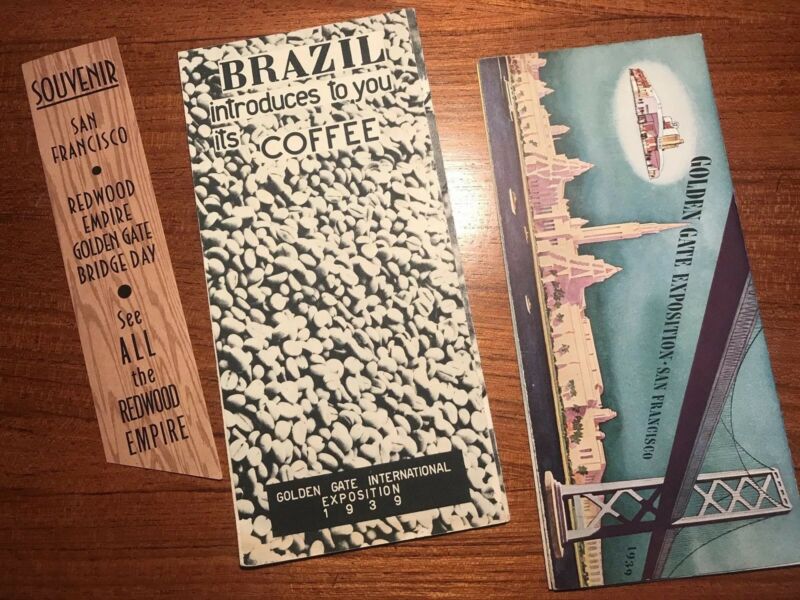 SOUVENIR
SAN
FRANCISCO
REDWOOD
EMPIRE
GOLDEN GATE
BRIDGE DAY
See
ALL
the
REDWOOD
EMPIRE
BRAZIL
introduces to you
its COFFEE
GOLDEN GATE INTERNATIONAL
EXPOSITION
1939
GOLDEN GATE EXPOSITION · SAN FRANCISCO
1939